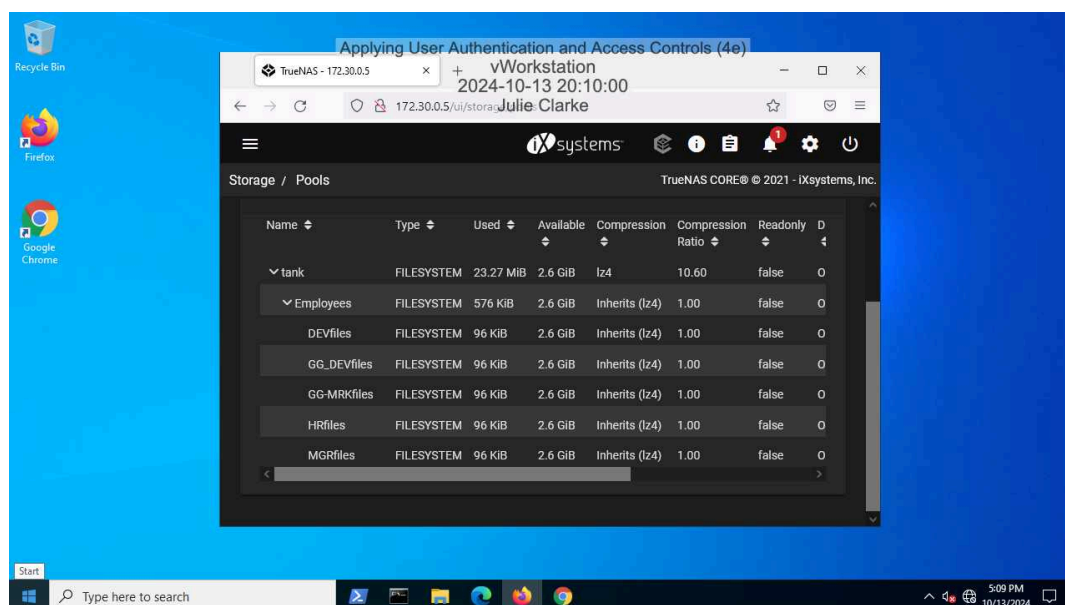 Applying User Authentication and Access Controls (4e)
vWorkstation
2024-10-13 20:10:00
Julie Clarke
Recycle Bin
Firefox
Google
Chrome
TrueNAS - 172.30.0.5
172.30.0.5/ui/storag
iXsystems
1
Storage / Pools
TrueNAS CORE® © 2021 - iXsystems, Inc.
Name Type Used Available Compression Compression Readonly D
Ratio
tank FILESYSTEM 23.27 MiB 2.6 GiB lz4 10.60 false O
Employees FILESYSTEM 576 KiB 2.6 GiB Inherits (lz4) 1.00 false O
DEVfiles FILESYSTEM 96 KiB 2.6 GiB Inherits (lz4) 1.00 false O
GG_DEVfiles FILESYSTEM 96 KiB 2.6 GiB Inherits (lz4) 1.00 false O
GG-MRKfiles FILESYSTEM 96 KiB 2.6 GiB Inherits (lz4) 1.00 false O
HRfiles FILESYSTEM 96 KiB 2.6 GiB Inherits (lz4) 1.00 false O
MGRfiles FILESYSTEM 96 KiB 2.6 GiB Inherits (lz4) 1.00 false O
Start
Type here to search
5:09 PM
10/13/2024